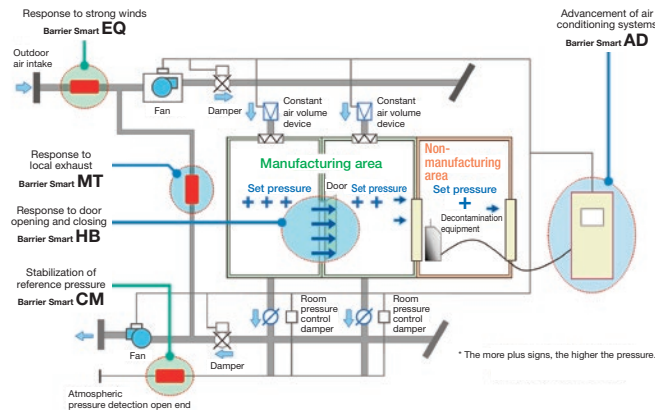 Response to strong winds
Barrier Smart EQ
Outdoor
air intake
Advancement of air
conditioning systems
Barrier Smart AD
Fan
Damper
Constant
air volume
device
Constant
air volume
device
Manufacturing area
Non-
manufacturing
area
Response to
local exhaust
Barrier Smart MT
Set pressure
+ + +
Door
Set pressure
+ +
Set pressure
+
Decontamination
equipment
Response to door
opening and closing
Barrier Smart HB
Stabilization of
reference pressure
Barrier Smart CM
Room
pressure
control
damper
Room
pressure
control
damper
Fan
Damper
* The more plus signs, the higher the pressure.
Atmospheric
pressure detection open end